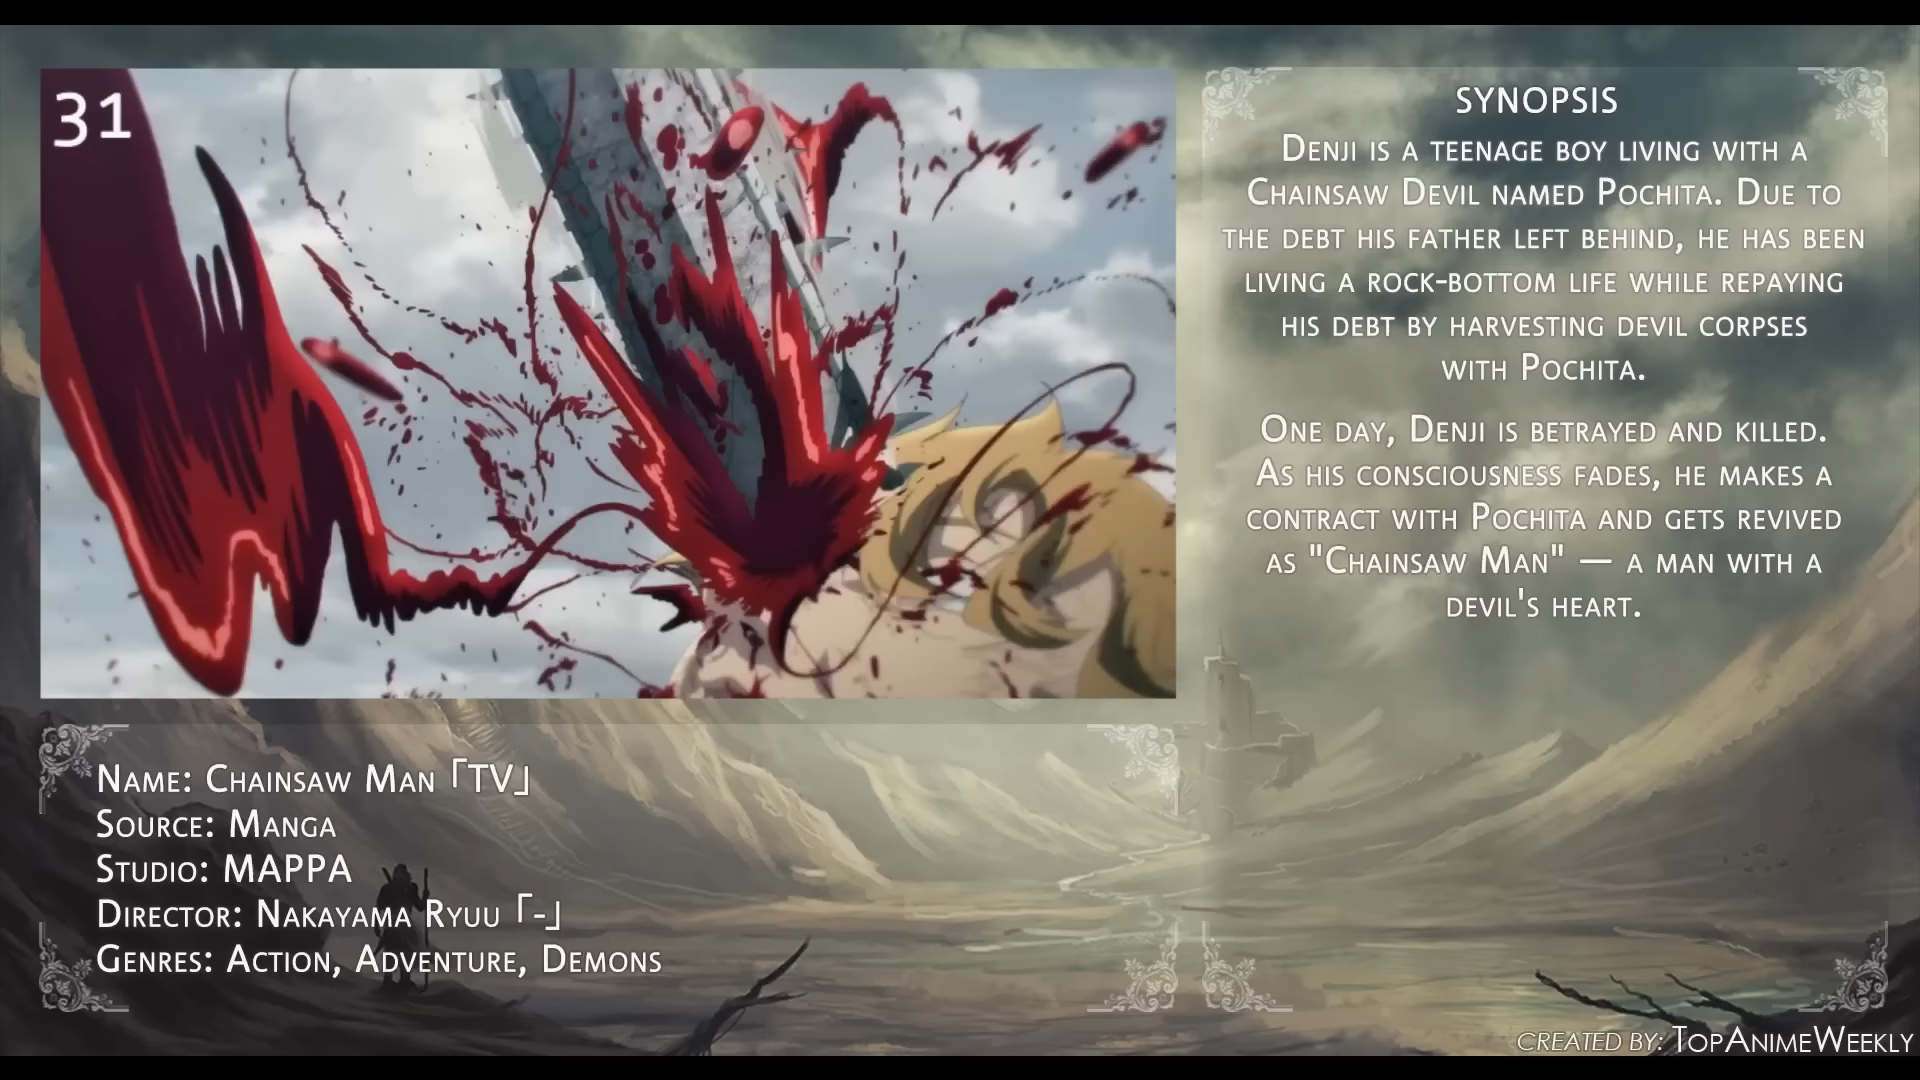 31
SYNOPSIS
Denji is a teenage boy living with a
Chainsaw Devil named Pochita. Due to
the debt his father left behind, he has been
living a rock-bottom life while repaying
his debt by harvesting devil corpses
with Pochita.
One day, Denji is betrayed and killed.
As his consciousness fades, he makes a
contract with Pochita and gets revived
as "Chainsaw Man" — a man with a
devil's heart.
Name: Chainsaw Man「TV」
Source: Manga
Studio: MAPPA
Director: Nakayama Ryuu「-」
Genres: Action, Adventure, Demons
CREATED BY: TopAnimeWeekly